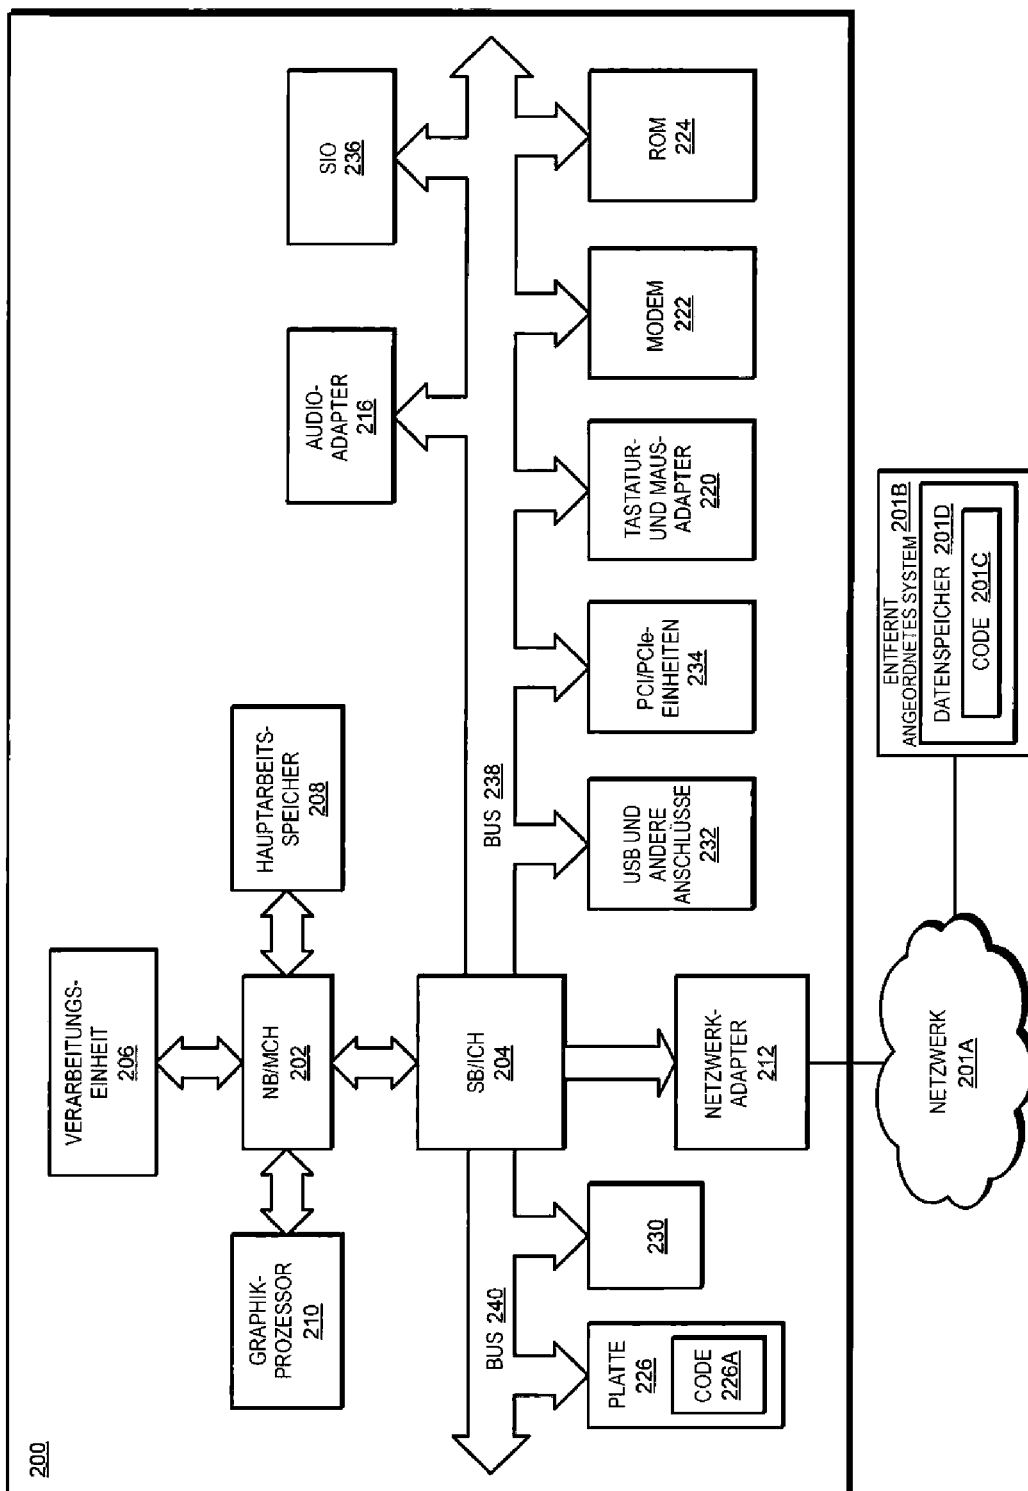 200
VERARBEITUNGS-
EINHEIT
206
GRAPHIK-
PROZESSOR
210
NB/MCH
202
HAUPTARBEITS-
SPEICHER
208
AUDIO-
ADAPTER
216
SIO
236
SB/ICH
204
BUS 240
BUS 238
PLATTE
226
CODE
226A
230
NETZWERK-
ADAPTER
212
USB UND
ANDERE
ANSCHLÜSSE
232
PCI/PCIe-
EINHEITEN
234
TASTATUR-
UND MAUS-
ADAPTER
220
MODEM
222
ROM
224
NETZWERK
201A
ENTFERNT
ANGEORDNETES SYSTEM 201B
DATENSPEICHER 201D
CODE 201C